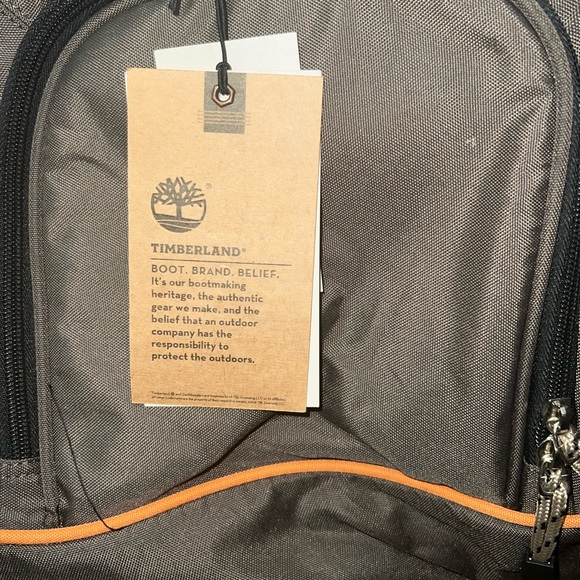 ®
TIMBERLAND®
BOOT. BRAND. BELIEF.
It's our bootmaking
heritage, the authentic
gear we make, and the
belief that an outdoor
company has the
responsibility to
protect the outdoors.